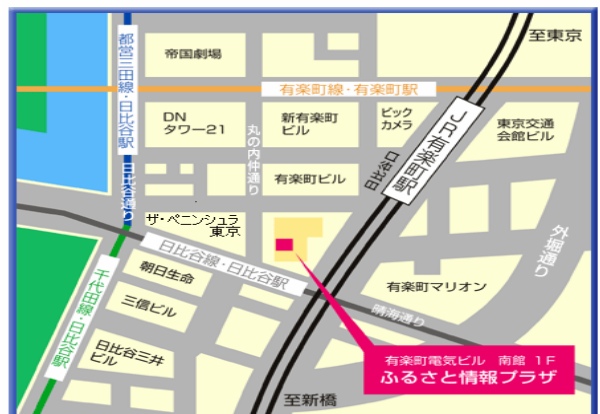 至東京
帝国劇場
都営三田線・日比谷駅
有楽町線・有楽町駅
DN
タワー21
新有楽町
ビル
ビック
カメラ
JR有楽町駅
東京交通
会館ビル
丸の内仲通り
日比谷口
有楽町ビル
日比谷通り
ザ・ペニンシュラ
東京
外堀通り
日比谷線・日比谷駅
朝日生命
有楽町マリオン
千代田線・日比谷駅
三信ビル
晴海通り
日比谷三井
ビル
有楽町電気ビル 南館 1F
ふるさと情報プラザ
至新橋